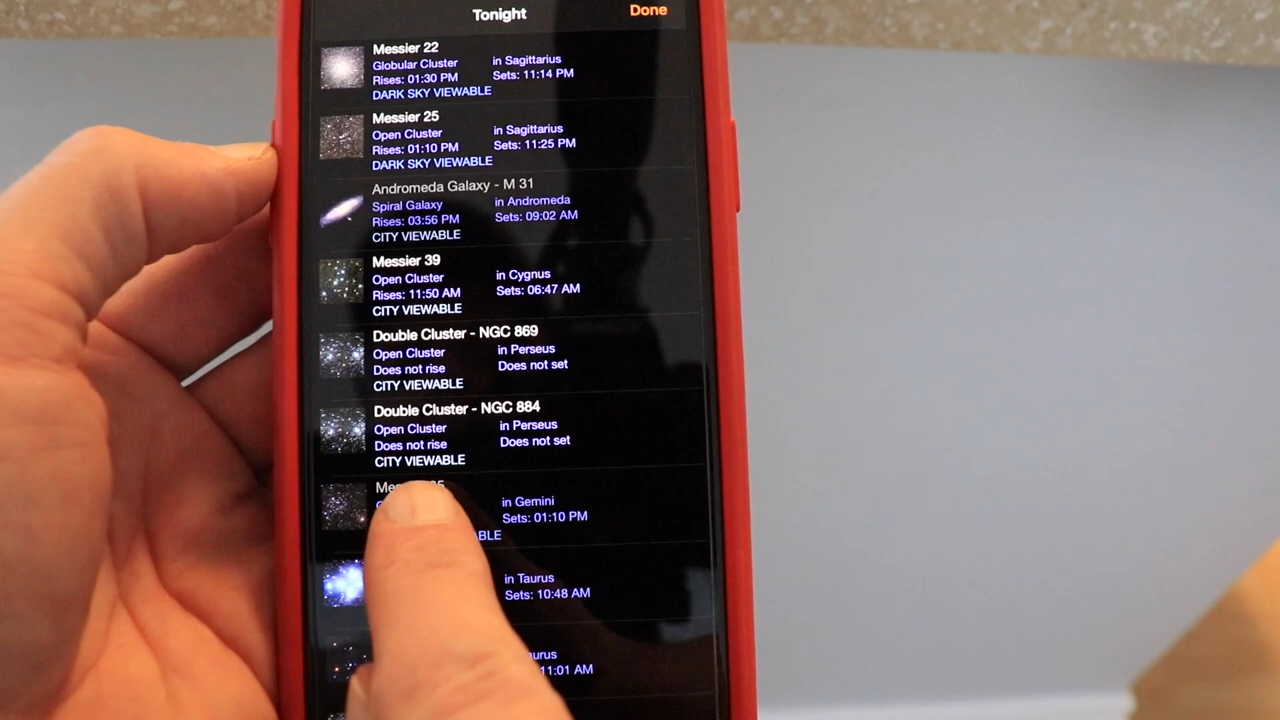 Tonight
Done
Messier 22
Globular Cluster in Sagittarius
Rises: 01:30 PM Sets: 11:14 PM
DARK SKY VIEWABLE
Messier 25
Open Cluster in Sagittarius
Rises: 01:10 PM Sets: 11:25 PM
DARK SKY VIEWABLE
Andromeda Galaxy - M 31
Spiral Galaxy in Andromeda
Rises: 03:56 PM Sets: 09:02 AM
CITY VIEWABLE
Messier 39
Open Cluster in Cygnus
Rises: 11:50 AM Sets: 06:47 AM
CITY VIEWABLE
Double Cluster - NGC 869
Open Cluster in Perseus
Does not rise Does not set
CITY VIEWABLE
Double Cluster - NGC 884
Open Cluster in Perseus
Does not rise Does not set
CITY VIEWABLE
in Gemini
Sets: 01:10 PM
in Taurus
Sets: 10:48 AM
11:01 AM